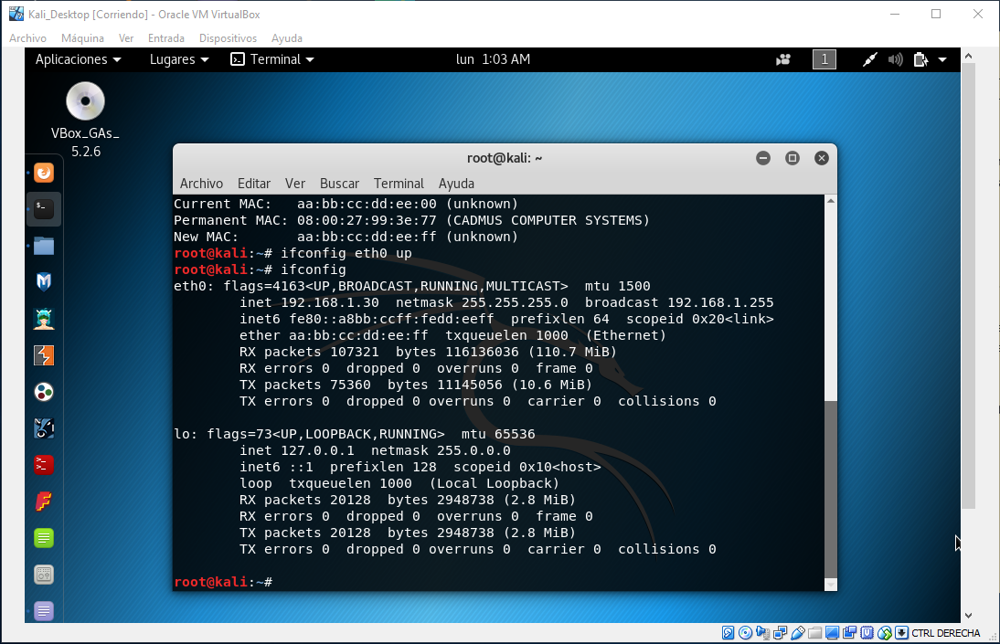 Kali_Desktop [Corriendo] - Oracle VM VirtualBox
Archivo Máquina Ver Entrada Dispositivos Ayuda
Aplicaciones Lugares Terminal lun 1:03 AM 1
VBox_GAs_
5.2.6
root@kali: ~
Archivo Editar Ver Buscar Terminal Ayuda
Current MAC:   aa:bb:cc:dd:ee:00 (unknown)
Permanent MAC: 08:00:27:99:3e:77 (CADMUS COMPUTER SYSTEMS)
New MAC:       aa:bb:cc:dd:ee:ff (unknown)
root@kali:~# ifconfig eth0 up
root@kali:~# ifconfig
eth0: flags=4163<UP,BROADCAST,RUNNING,MULTICAST>  mtu 1500
        inet 192.168.1.30  netmask 255.255.255.0  broadcast 192.168.1.255
        inet6 fe80::a8bb:ccff:fedd:eeff  prefixlen 64  scopeid 0x20<link>
        ether aa:bb:cc:dd:ee:ff  txqueuelen 1000  (Ethernet)
        RX packets 107321  bytes 116136036 (110.7 MiB)
        RX errors 0  dropped 0  overruns 0  frame 0
        TX packets 75360  bytes 11145056 (10.6 MiB)
        TX errors 0  dropped 0 overruns 0  carrier 0  collisions 0

lo: flags=73<UP,LOOPBACK,RUNNING>  mtu 65536
        inet 127.0.0.1  netmask 255.0.0.0
        inet6 ::1  prefixlen 128  scopeid 0x10<host>
        loop  txqueuelen 1000  (Local Loopback)
        RX packets 20128  bytes 2948738 (2.8 MiB)
        RX errors 0  dropped 0  overruns 0  frame 0
        TX packets 20128  bytes 2948738 (2.8 MiB)
        TX errors 0  dropped 0 overruns 0  carrier 0  collisions 0

root@kali:~#
CTRL DERECHA